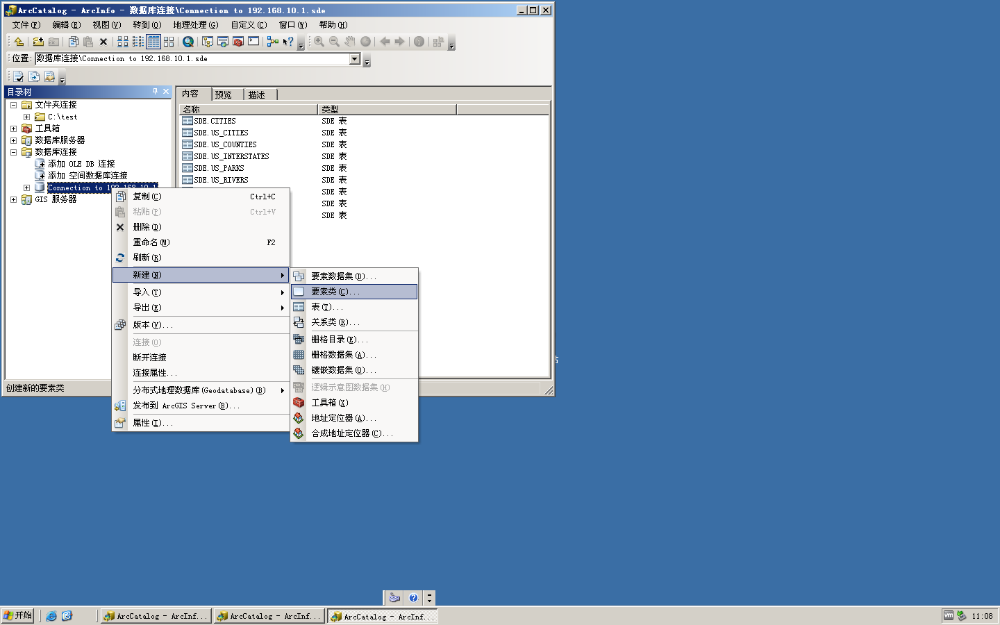 ArcCatalog - ArcInfo - 数据库连接\Connection to 192.168.10.1.sde
文件(F) 编辑(E) 视图(V) 转到(O) 地理处理(G) 自定义(C) 窗口(W) 帮助(H)
位置: 数据库连接\Connection to 192.168.10.1.sde
目录树
文件夹连接
C:\test
工具箱
数据库服务器
数据库连接
添加 OLE DB 连接
添加 空间数据库连接
Connection to 192.168.10.1
GIS 服务器
内容 预览 描述
名称 类型
SDE.CITIES SDE 表
SDE.US_CITIES SDE 表
SDE.US_COUNTIES SDE 表
SDE.US_INTERSTATES SDE 表
SDE.US_PARKS SDE 表
SDE.US_RIVERS SDE 表
SDE 表
SDE 表
SDE 表
复制(C) Ctrl+C
粘贴(P) Ctrl+V
删除(D)
重命名(M) F2
刷新(R)
新建(N)
导入(T)
导出(E)
版本(V)...
连接(O)
断开连接
连接属性...
分布式地理数据库(Geodatabase)(B)
发布到 ArcGIS Server(B)...
属性(I)...
要素数据集(D)...
要素类(C)...
表(T)...
关系类(R)...
栅格目录(E)...
栅格数据集(A)...
镶嵌数据集(O)...
逻辑示意图数据集(H)
工具箱(X)
地址定位器(A)...
合成地址定位器(C)...
创建新的要素类
开始
ArcCatalog - ArcInf...
ArcCatalog - ArcInf...
ArcCatalog - ArcInf...
vm
11:08